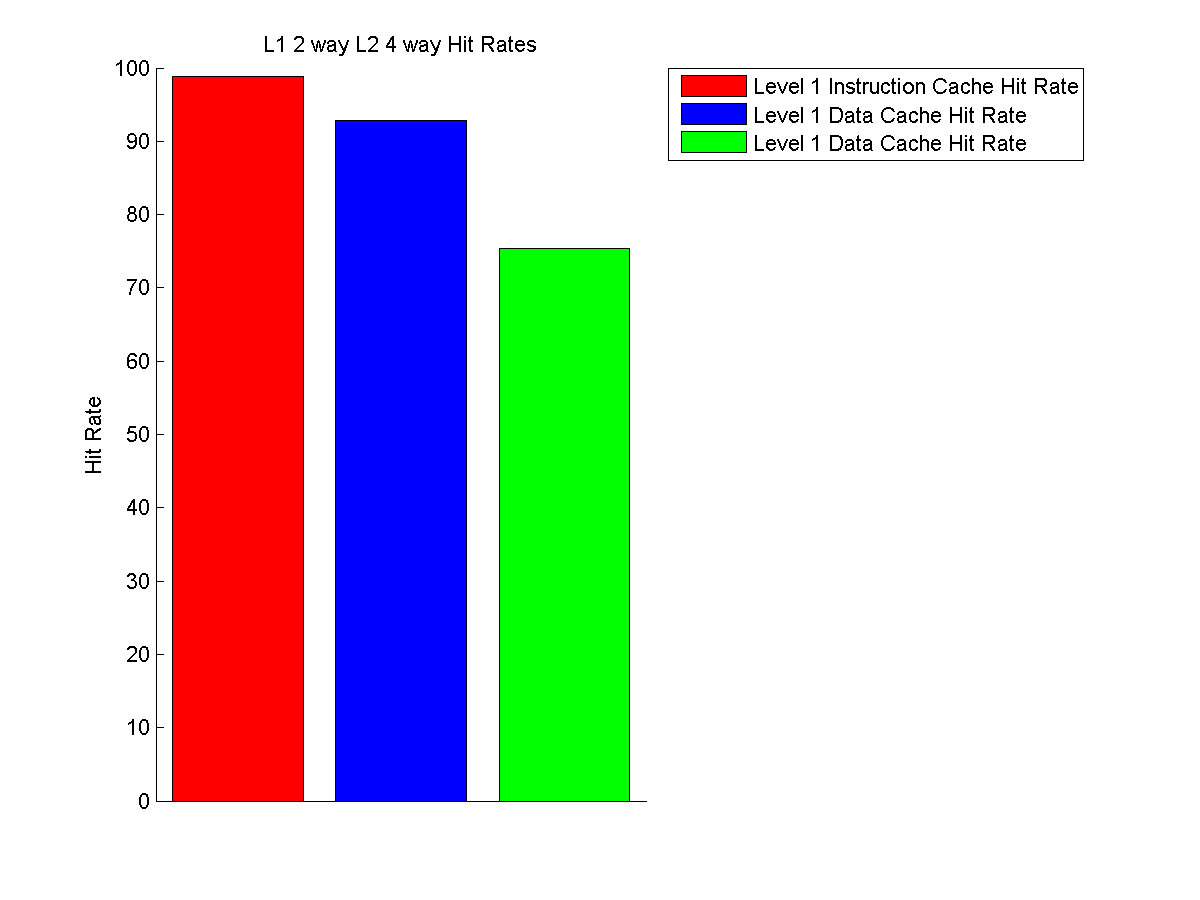 L1 2 way L2 4 way Hit Rates
Level 1 Instruction Cache Hit Rate
Level 1 Data Cache Hit Rate
Level 1 Data Cache Hit Rate
Hit Rate
100
90
80
70
60
50
40
30
20
10
0